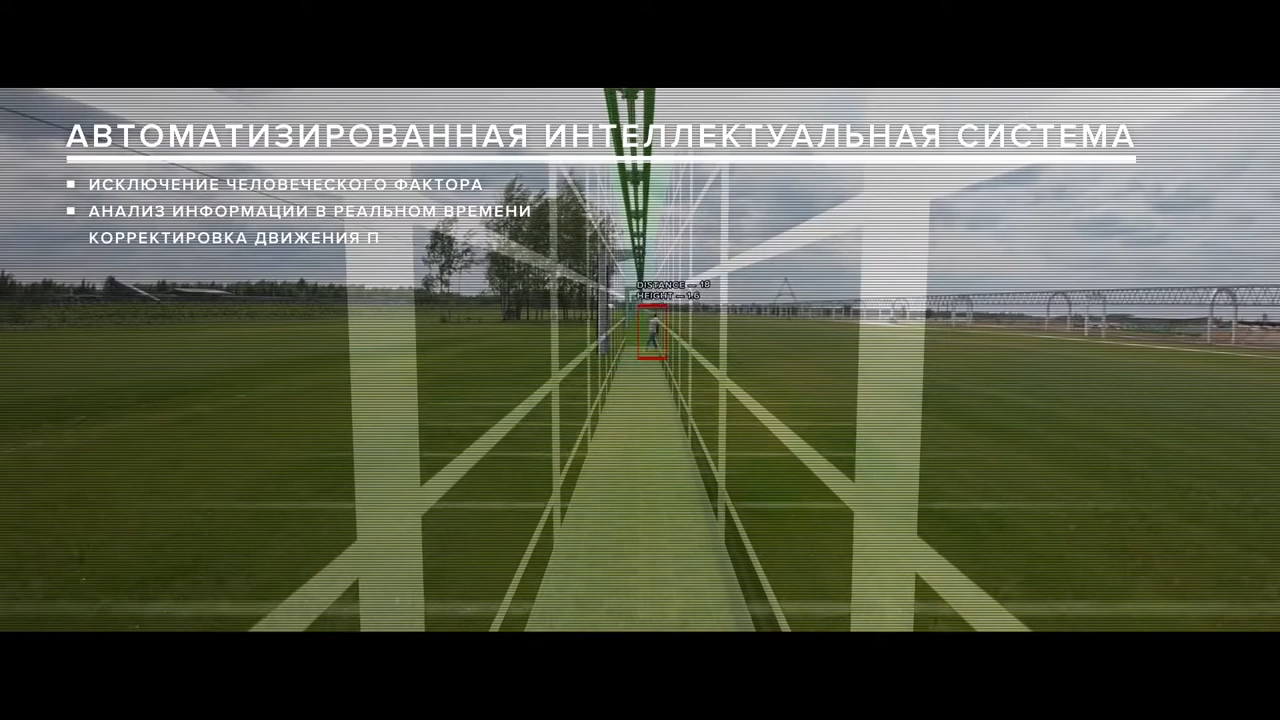 АВТОМАТИЗИРОВАННАЯ ИНТЕЛЛЕКТУАЛЬНАЯ СИСТЕМА
ИСКЛЮЧЕНИЕ ЧЕЛОВЕЧЕСКОГО ФАКТОРА
АНАЛИЗ ИНФОРМАЦИИ В РЕАЛЬНОМ ВРЕМЕНИ
КОРРЕКТИРОВКА ДВИЖЕНИЯ П
DISTANCE — 18
HEIGHT — 1.6